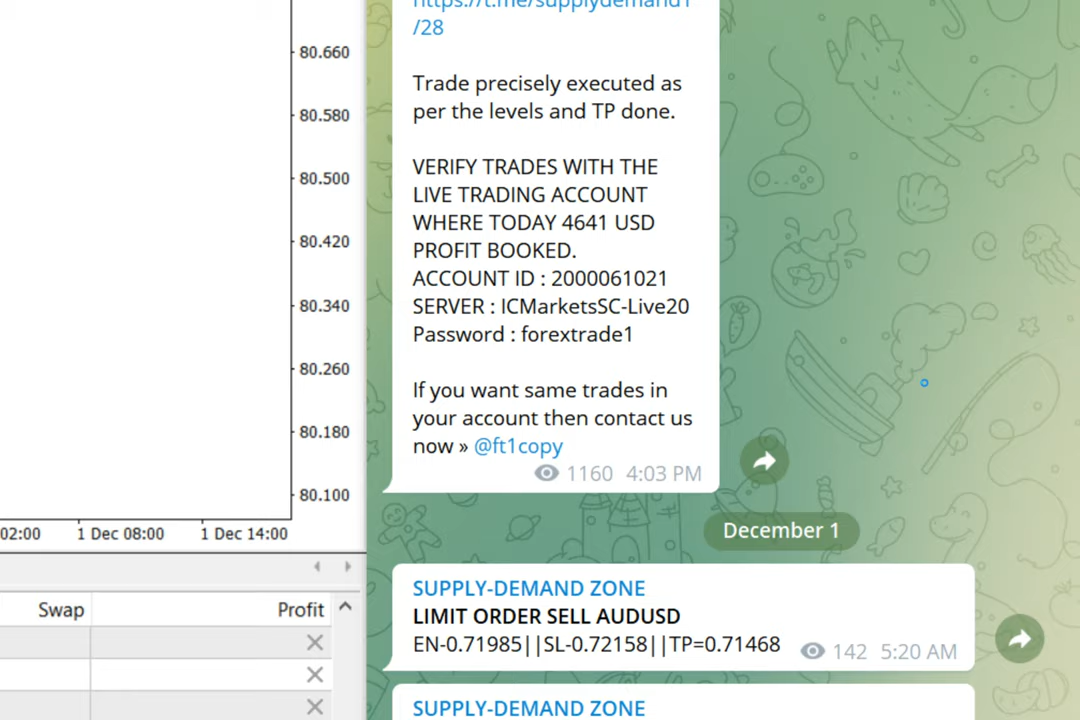 https://t.me/supplydemand1
/28
80.660
Trade precisely executed as
per the levels and TP done.
80.580
VERIFY TRADES WITH THE
LIVE TRADING ACCOUNT
WHERE TODAY 4641 USD
PROFIT BOOKED.
ACCOUNT ID : 2000061021
SERVER : ICMarketsSC-Live20
Password : forextrade1
80.500
80.420
80.340
80.260
80.180
80.100
If you want same trades in
your account then contact us
now » @ft1copy
1160 4:03 PM
02:00 1 Dec 08:00 1 Dec 14:00
December 1
SUPPLY-DEMAND ZONE
LIMIT ORDER SELL AUDUSD
EN-0.71985||SL-0.72158||TP=0.71468
142 5:20 AM
Swap Profit
SUPPLY-DEMAND ZONE